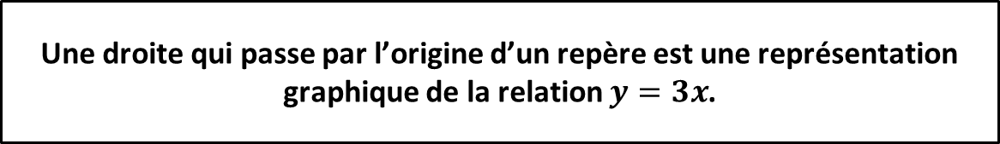 Une droite qui passe par l’origine d’un repère est une représentation
graphique de la relation y = 3x.